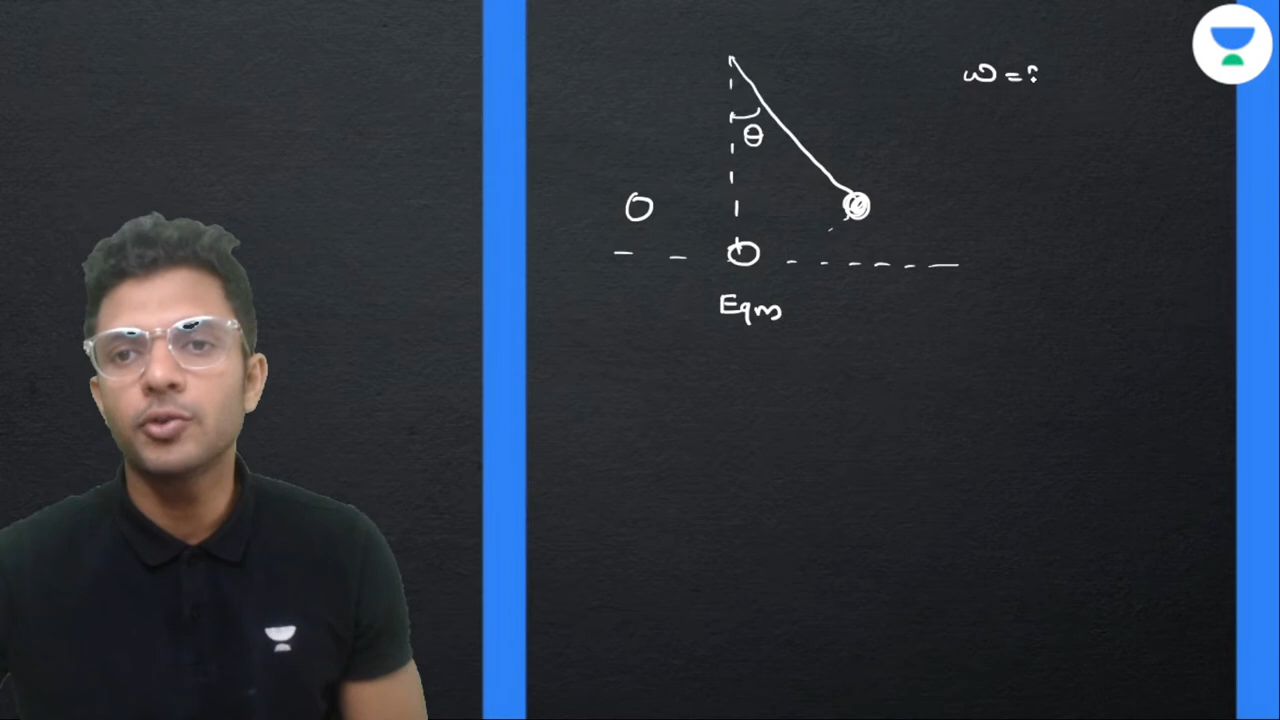 ω = ?
θ
Eqm